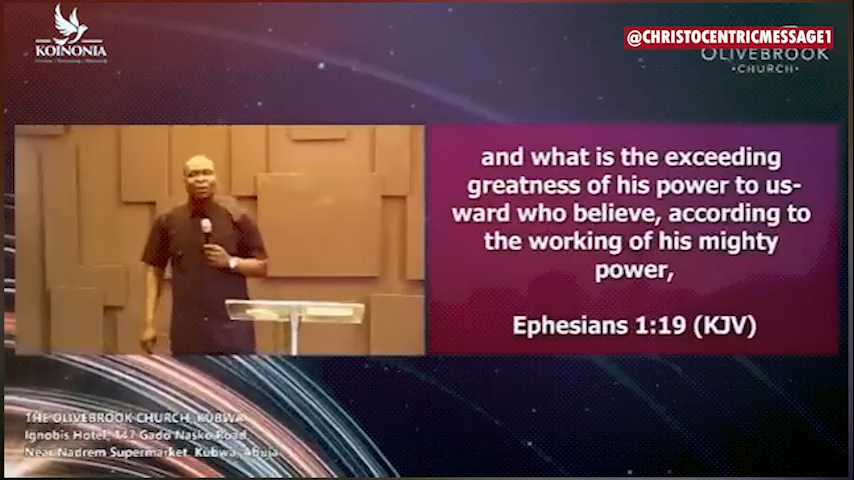 KOINONIA
@CHRISTOCENTRICMESSAGE1
OLIVEBROOK
•CHURCH•
and what is the exceeding
greatness of his power to us-
ward who believe, according to
the working of his mighty
power,
Ephesians 1:19 (KJV)
THE OLIVEBROOK CHURCH, KUBWA
Ignobis Hotel, 147 Gado Nasko Road,
Near Nadrem Supermarket, Kubwa, Abuja